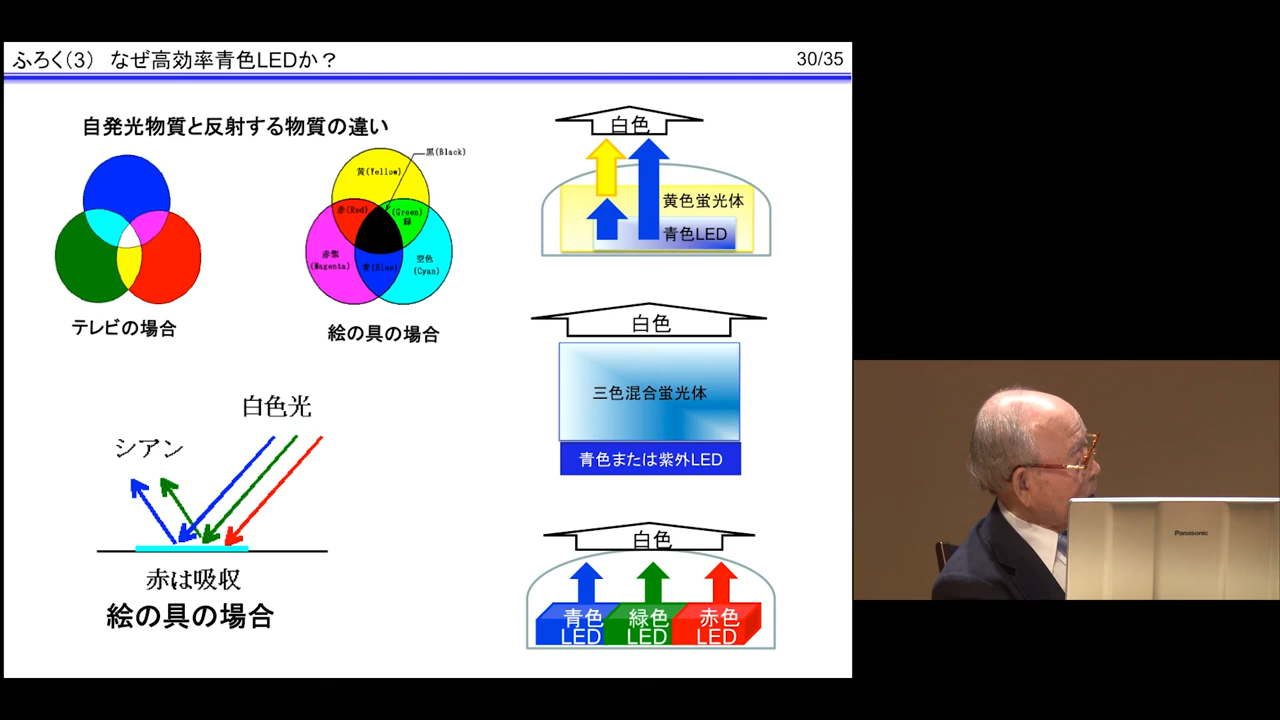 ふろく(3) なぜ高効率青色LEDか？
30/35
自発光物質と反射する物質の違い
黒(Black)
黄(Yellow)
赤(Red)
(Green)
緑
赤紫
(Magenta)
青(Blue)
空色
(Cyan)
テレビの場合
絵の具の場合
白色光
シアン
赤は吸収
絵の具の場合
白色
黄色蛍光体
青色LED
白色
三色混合蛍光体
青色または紫外LED
白色
青色
LED
緑色
LED
赤色
LED
Panasonic